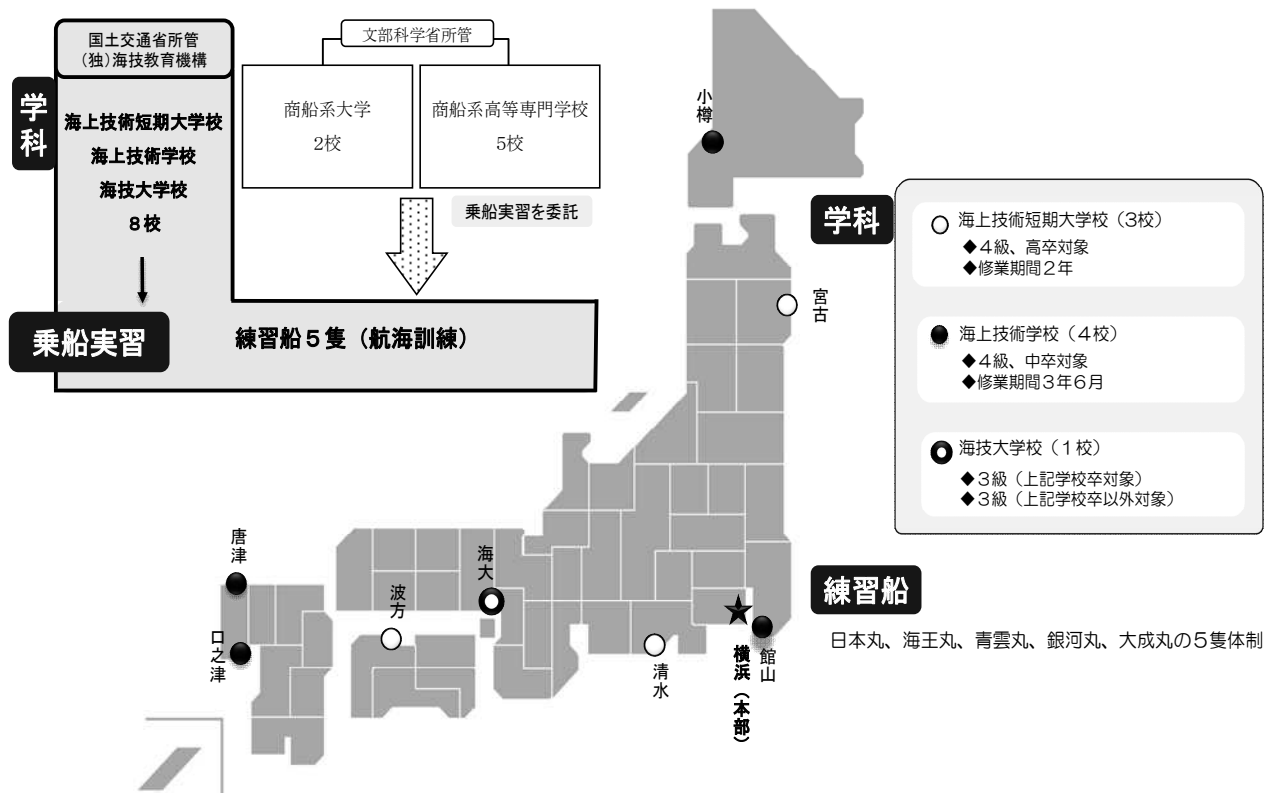 国土交通省所管
(独)海技教育機構
学科
海上技術短期大学校
海上技術学校
海技大学校
8校
文部科学省所管
商船系大学
2校
商船系高等専門学校
5校
乗船実習を委託
乗船実習
練習船5隻（航海訓練）
小樽
宮古
唐津
口之津
波方
海大
清水
横浜（本部）
館山
学科
海上技術短期大学校（3校）
◆4級、高卒対象
◆修業期間2年
海上技術学校（4校）
◆4級、中卒対象
◆修業期間3年6月
海技大学校（1校）
◆3級（上記学校卒対象）
◆3級（上記学校卒以外対象）
練習船
日本丸、海王丸、青雲丸、銀河丸、大成丸の5隻体制